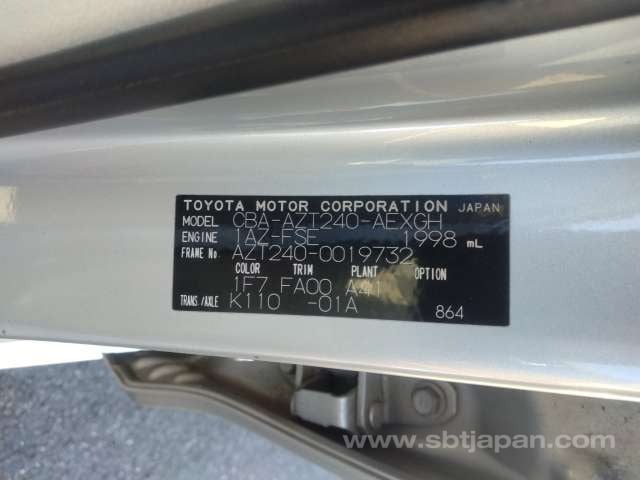 TOYOTA MOTOR CORPORATION JAPAN
MODEL CBA-AZT240-AEXGH
ENGINE 1AZ-FSE 1998 mL
FRAME No. AZT240-0019732
COLOR TRIM PLANT OPTION
1F7 FA00 A41
TRANS/AXLE K110 -01A 864
www.sbtjapan.com